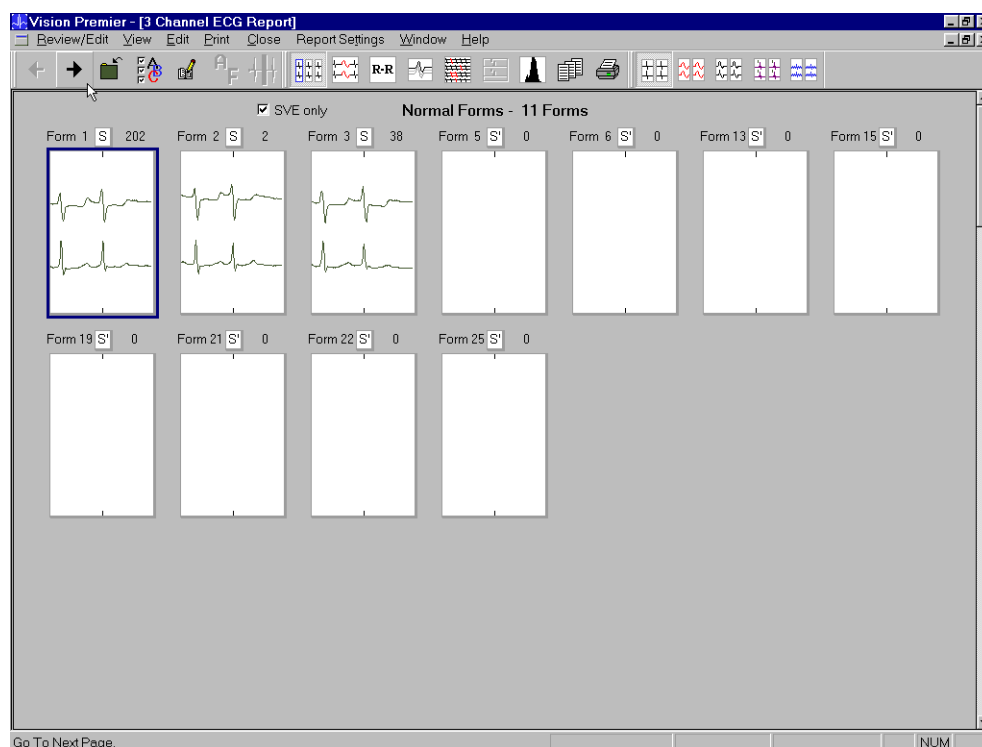 Vision Premier - [3 Channel ECG Report]
Review/Edit View Edit Print Close Report Settings Window Help
A F R-R
SVE only Normal Forms - 11 Forms
Form 1 S 202 Form 2 S 2 Form 3 S 38 Form 5 S' 0 Form 6 S' 0 Form 13 S' 0 Form 15 S' 0
Form 19 S' 0 Form 21 S' 0 Form 22 S' 0 Form 25 S' 0
Go To Next Page. NUM